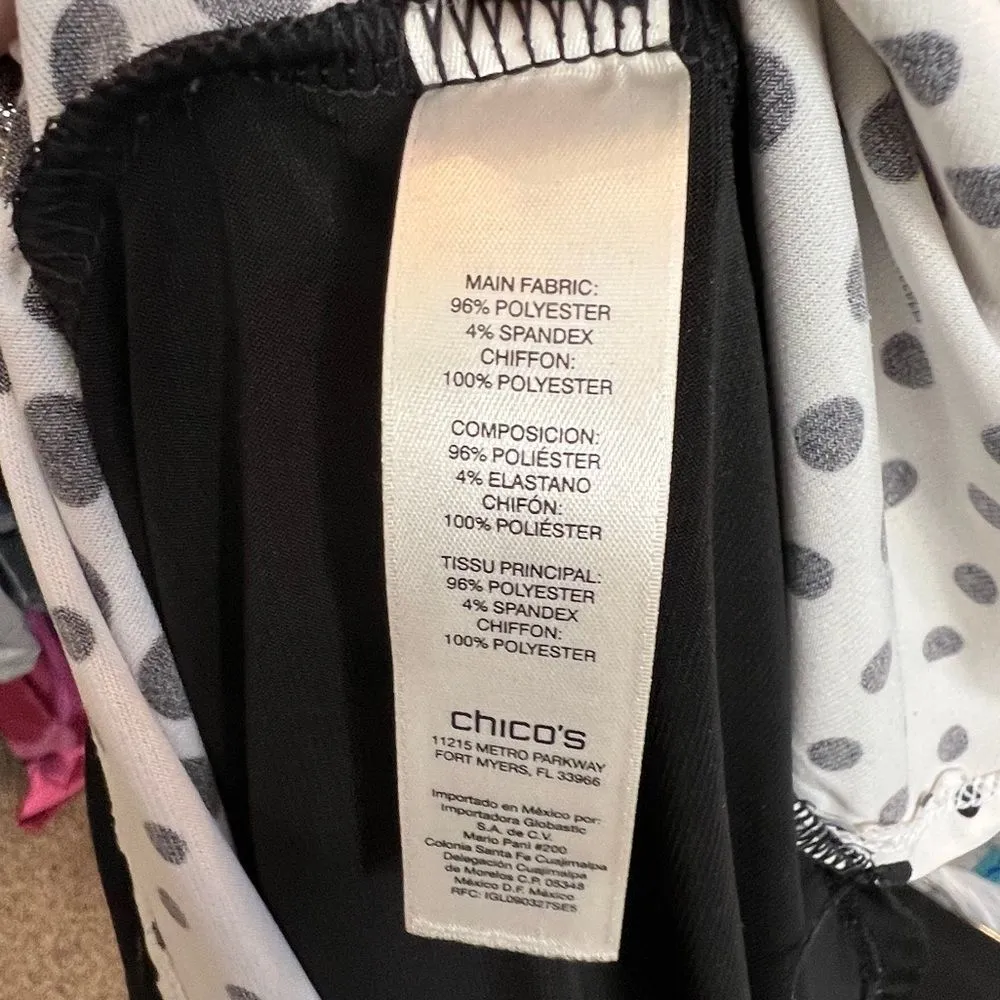 MAIN FABRIC:
96% POLYESTER
4% SPANDEX
CHIFFON:
100% POLYESTER
COMPOSICION:
96% POLIÉSTER
4% ELASTANO
CHIFÓN:
100% POLIÉSTER
TISSU PRINCIPAL:
96% POLYESTER
4% SPANDEX
CHIFFON:
100% POLYESTER
chico's
11215 METRO PARKWAY
FORT MYERS, FL 33966
Importado en México por:
Importadora Globastic
S.A. de C.V.
Mario Pani #200
Colonia Santa Fe Cuajimalpa
Delegación Cuajimalpa
de Morelos C.P. 05348
México D.F. México
RFC: IGL090327SE5